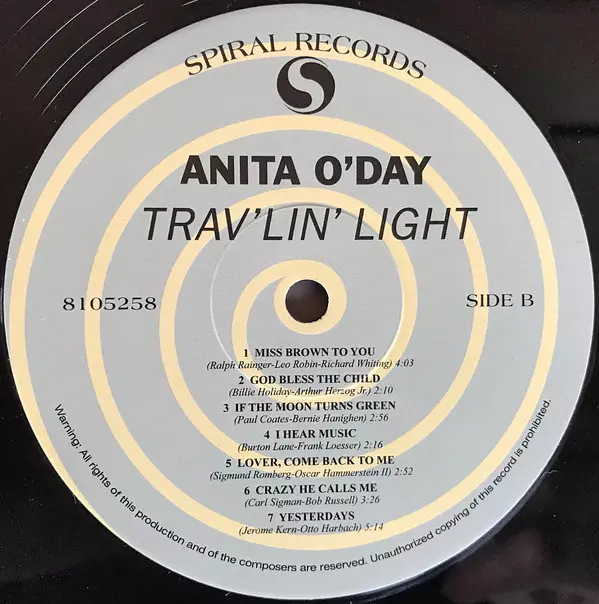 SPIRAL RECORDS
S
ANITA O'DAY
TRAV'LIN' LIGHT
8105258
SIDE B
1 MISS BROWN TO YOU
(Ralph Rainger-Leo Robin-Richard Whiting) 4:03
2 GOD BLESS THE CHILD
(Billie Holiday-Arthur Herzog Jr.) 2:10
3 IF THE MOON TURNS GREEN
(Paul Coates-Bernie Hanighen) 2:56
4 I HEAR MUSIC
(Burton Lane-Frank Loesser) 2:16
5 LOVER, COME BACK TO ME
(Sigmund Romberg-Oscar Hammerstein II) 2:52
6 CRAZY HE CALLS ME
(Carl Sigman-Bob Russell) 3:26
7 YESTERDAYS
(Jerome Kern-Otto Harbach) 5:14
Warning: All rights of this production and of the composers are reserved. Unauthorized copying of this record is prohibited.